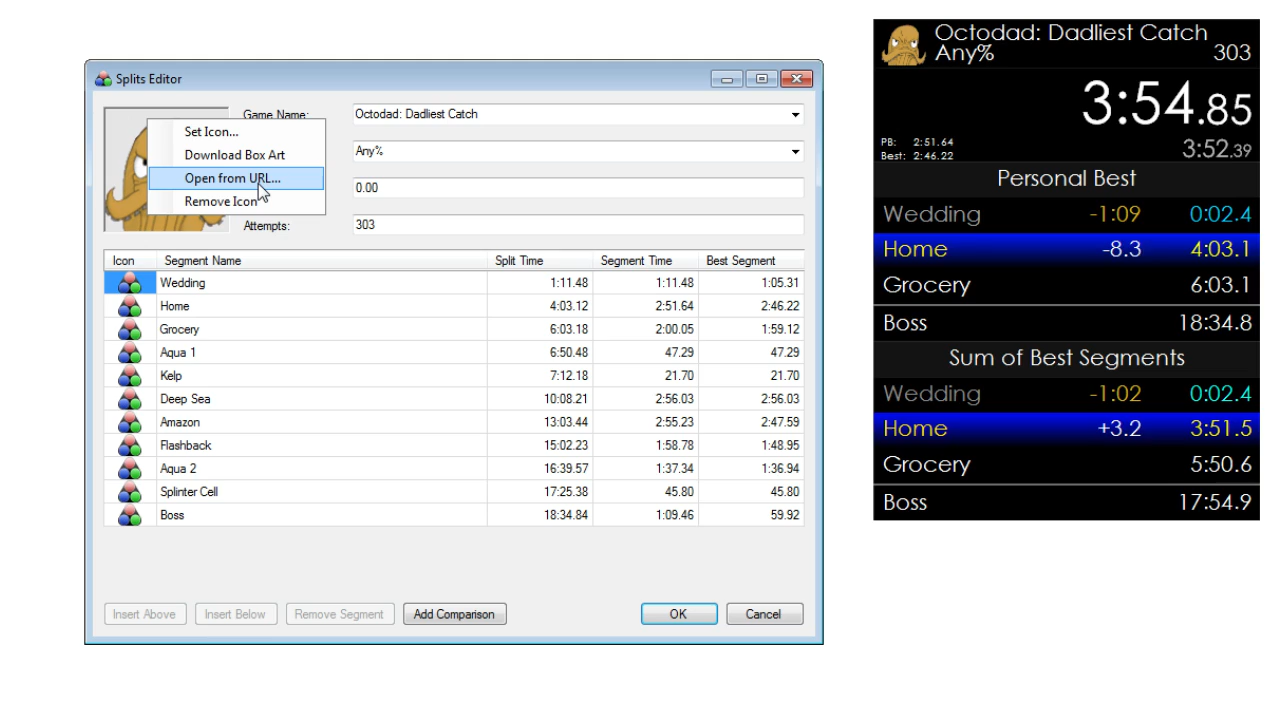 Splits Editor
Game Name:
Octodad: Dadliest Catch
Set Icon...
Download Box Art
Any%
Open from URL...
0.00
Remove Icon
Attempts:
303
Icon Segment Name Split Time Segment Time Best Segment
Wedding 1:11.48 1:11.48 1:05.31
Home 4:03.12 2:51.64 2:46.22
Grocery 6:03.18 2:00.05 1:59.12
Aqua 1 6:50.48 47.29 47.29
Kelp 7:12.18 21.70 21.70
Deep Sea 10:08.21 2:56.03 2:56.03
Amazon 13:03.44 2:55.23 2:47.59
Flashback 15:02.23 1:58.78 1:48.95
Aqua 2 16:39.57 1:37.34 1:36.94
Splinter Cell 17:25.38 45.80 45.80
Boss 18:34.84 1:09.46 59.92
Insert Above Insert Below Remove Segment Add Comparison OK Cancel
Octodad: Dadliest Catch
Any% 303
3:54.85
PB: 2:51.64
Best: 2:46.22
3:52.39
Personal Best
Wedding -1:09 0:02.4
Home -8.3 4:03.1
Grocery 6:03.1
Boss 18:34.8
Sum of Best Segments
Wedding -1:02 0:02.4
Home +3.2 3:51.5
Grocery 5:50.6
Boss 17:54.9